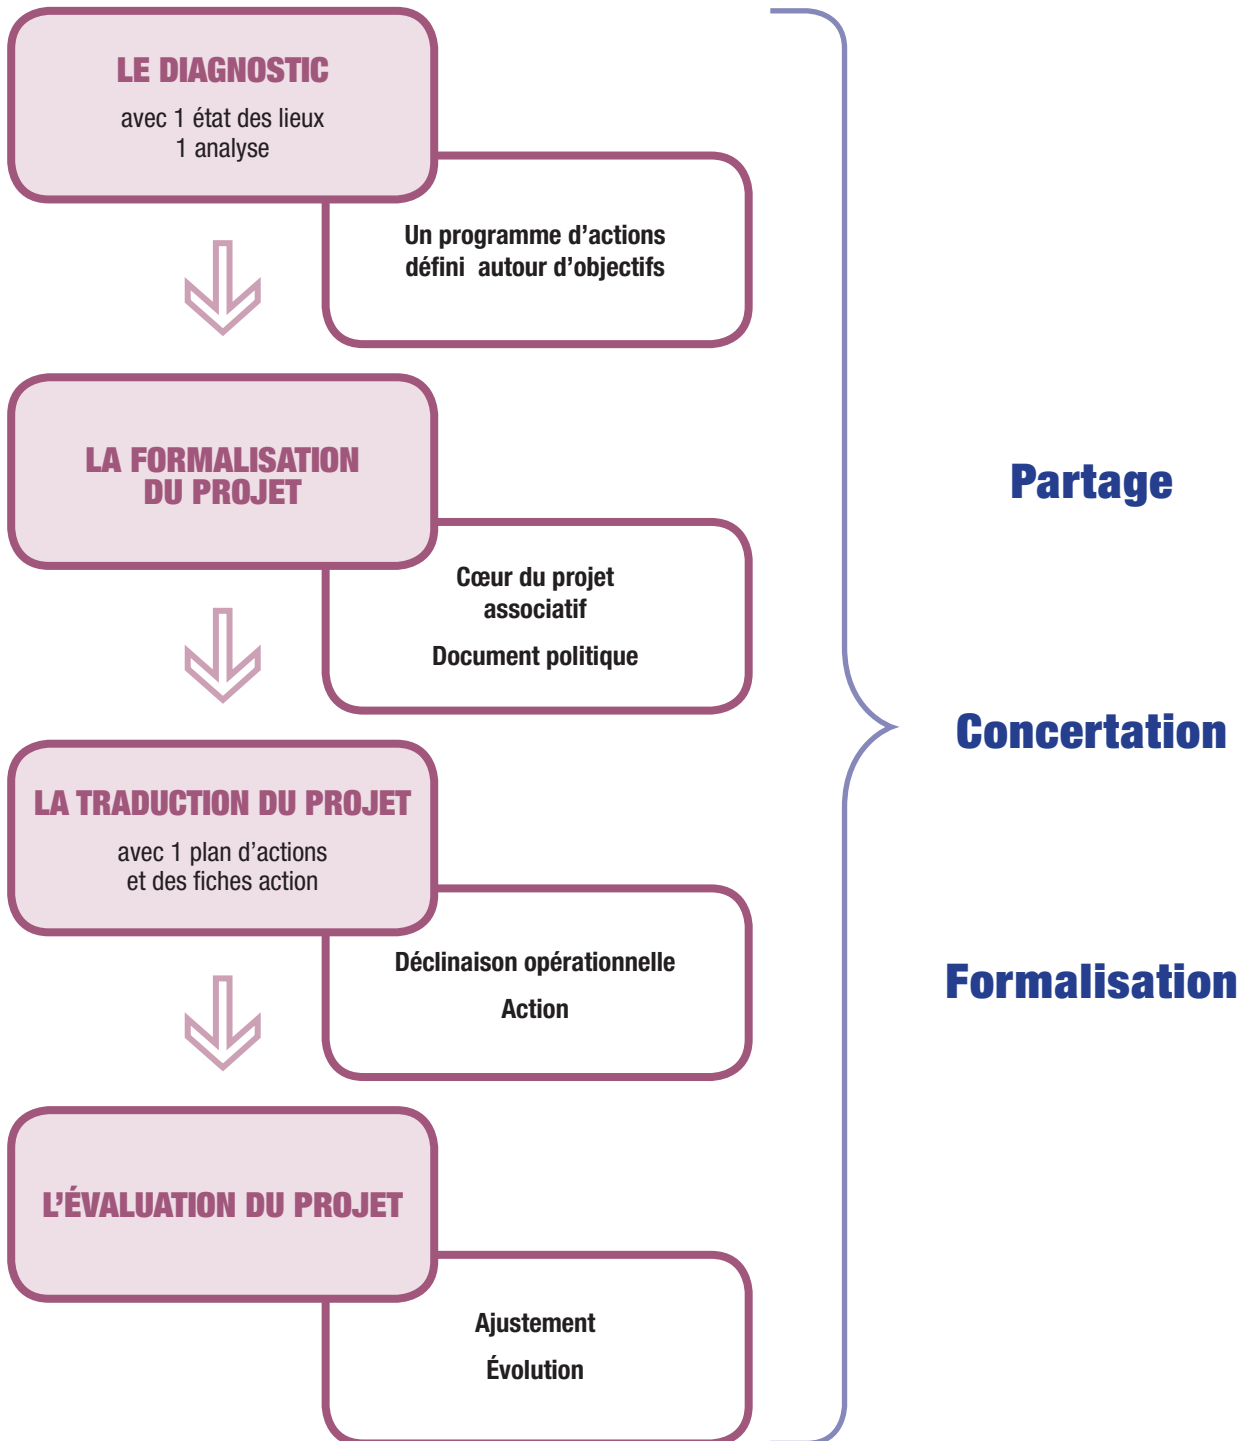 LE DIAGNOSTIC
avec 1 état des lieux
1 analyse
Un programme d’actions
défini autour d’objectifs
LA FORMALISATION
DU PROJET
Cœur du projet
associatif
Document politique
LA TRADUCTION DU PROJET
avec 1 plan d’actions
et des fiches action
Déclinaison opérationnelle
Action
L’ÉVALUATION DU PROJET
Ajustement
Évolution
Partage
Concertation
Formalisation